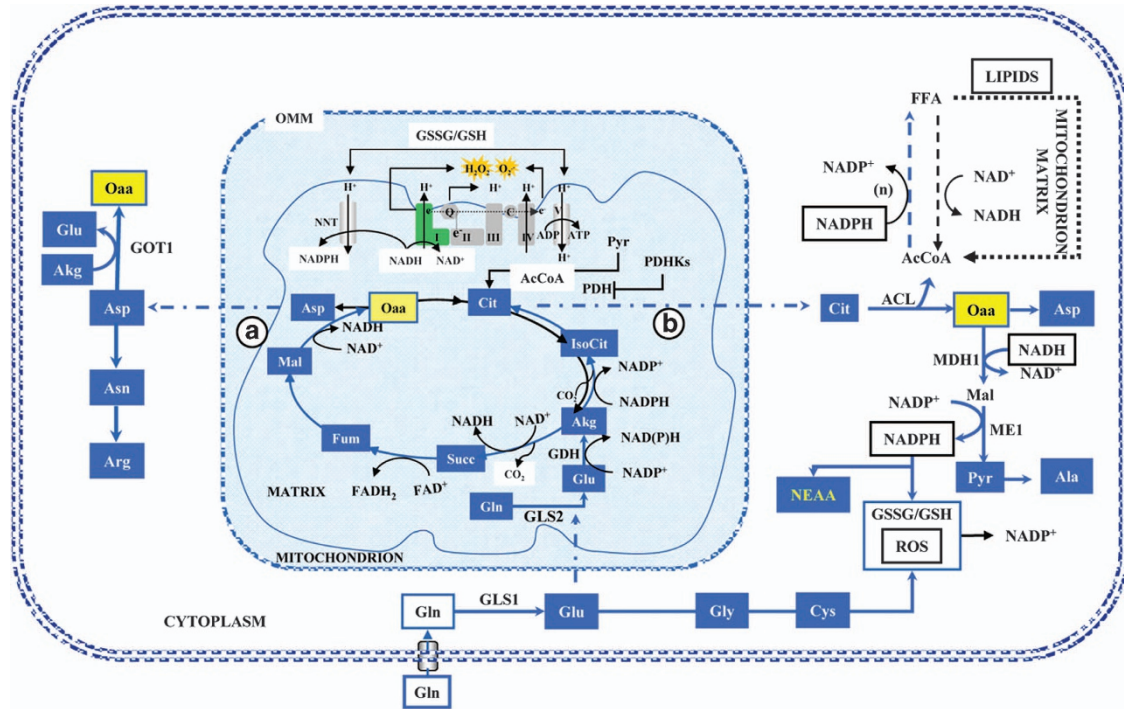 LIPIDS
FFA
MITOCHONDRION
MATRIX
NADP⁺
(n)
NADPH
NAD⁺
NADH
AcCoA
OMM
GSSG/GSH
H₂O₂
O₂⁻
H⁺
H⁺
H⁺
H⁺
H⁺
NNT
e⁻
Q
C
e⁻
V
e⁻
I
II
III
IV
ADP
ATP
NADPH
NADH
NAD⁺
H⁺
Pyr
AcCoA
PDHKs
PDH
Oaa
Glu
Akg
GOT1
Asp
Asn
Arg
a
Asp
Oaa
Cit
b
NADH
NAD⁺
Mal
IsoCit
NADP⁺
CO₂
NADPH
Akg
NADH
NAD⁺
NAD(P)H
GDH
Fum
Succ
CO₂
NADP⁺
FADH₂
FAD⁺
MATRIX
Glu
Gln
GLS2
MITOCHONDRION
Cit
ACL
Oaa
Asp
MDH1
NADH
NAD⁺
Mal
NADP⁺
ME1
NADPH
NEAA
Pyr
Ala
GSSG/GSH
ROS
NADP⁺
CYTOPLASM
Gln
GLS1
Glu
Gly
Cys
Gln